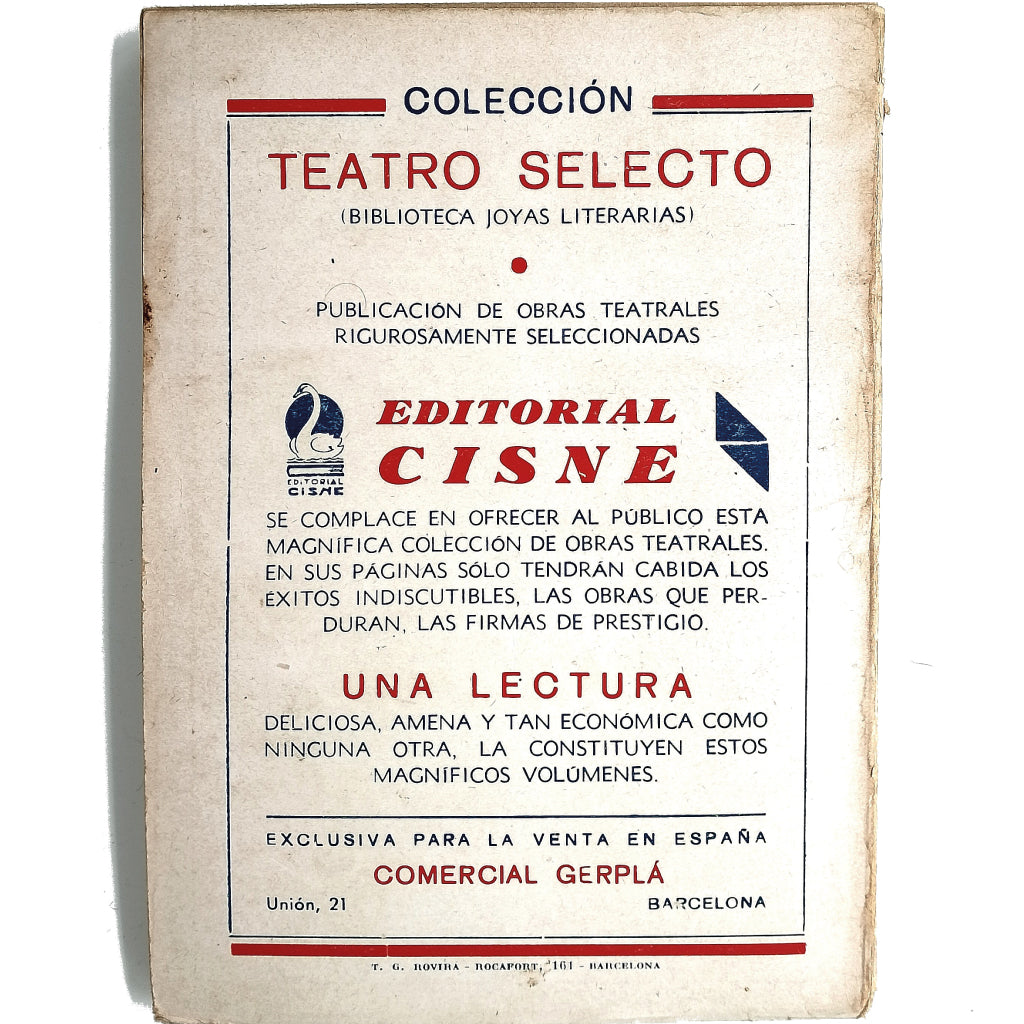 COLECCIÓN
TEATRO SELECTO
(BIBLIOTECA JOYAS LITERARIAS)
PUBLICACIÓN DE OBRAS TEATRALES
RIGUROSAMENTE SELECCIONADAS
EDITORIAL
CISNE
EDITORIAL
CISNE
SE COMPLACE EN OFRECER AL PÚBLICO ESTA
MAGNÍFICA COLECCIÓN DE OBRAS TEATRALES.
EN SUS PÁGINAS SÓLO TENDRÁN CABIDA LOS
ÉXITOS INDISCUTIBLES, LAS OBRAS QUE PER-
DURAN, LAS FIRMAS DE PRESTIGIO.
UNA LECTURA
DELICIOSA, AMENA Y TAN ECONÓMICA COMO
NINGUNA OTRA, LA CONSTITUYEN ESTOS
MAGNÍFICOS VOLÚMENES.
EXCLUSIVA PARA LA VENTA EN ESPAÑA
COMERCIAL GERPLÁ
Unión, 21 BARCELONA
T. G. ROVIRA - ROCAFORT, 161 - BARCELONA